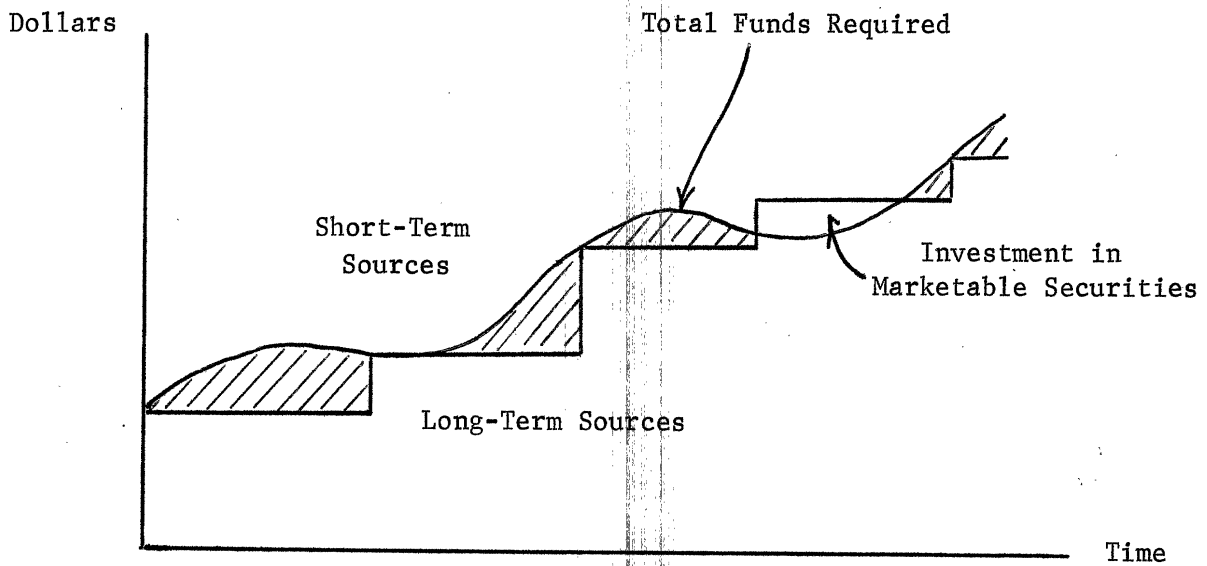 Dollars
Total Funds Required
Short-Term
Sources
Investment in
Marketable Securities
Long-Term Sources
Time